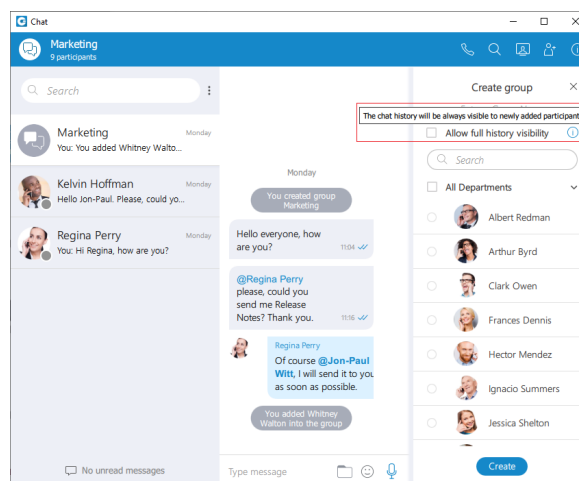 Chat
Marketing
9 participants
Search
Marketing
Monday
You: You added Whitney Walto...
Kelvin Hoffman
Monday
Hello Jon-Paul. Please, could yo...
Regina Perry
Monday
You: Hi Regina, how are you?
No unread messages
Monday
You created group
Marketing
Hello everyone, how
are you?
11:04
@Regina Perry
please, could you
send me Release
Notes? Thank you.
11:16
Regina Perry
Of course @Jon-Paul
Witt, I will send it to you
as soon as possible.
You added Whitney
Walton into the group
Type message
Create group
The chat history will be always visible to newly added participant
Allow full history visibility
Search
All Departments
Albert Redman
Arthur Byrd
Clark Owen
Frances Dennis
Hector Mendez
Ignacio Summers
Jessica Shelton
Create